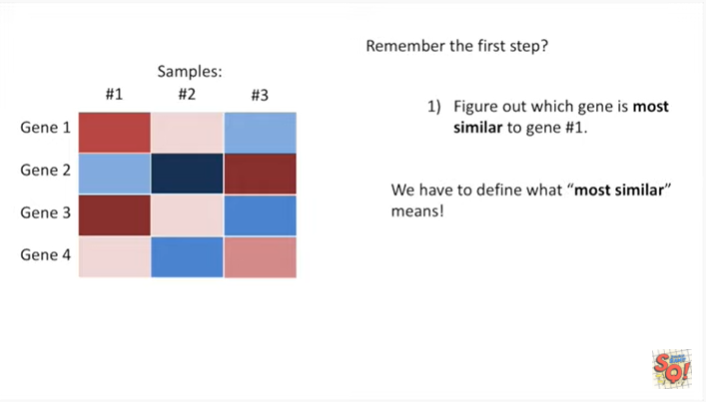 Remember the first step?
Samples:
#1 #2 #3
1) Figure out which gene is most
similar to gene #1.
Gene 1
Gene 2
Gene 3
Gene 4
We have to define what “most similar”
means!
SQ!